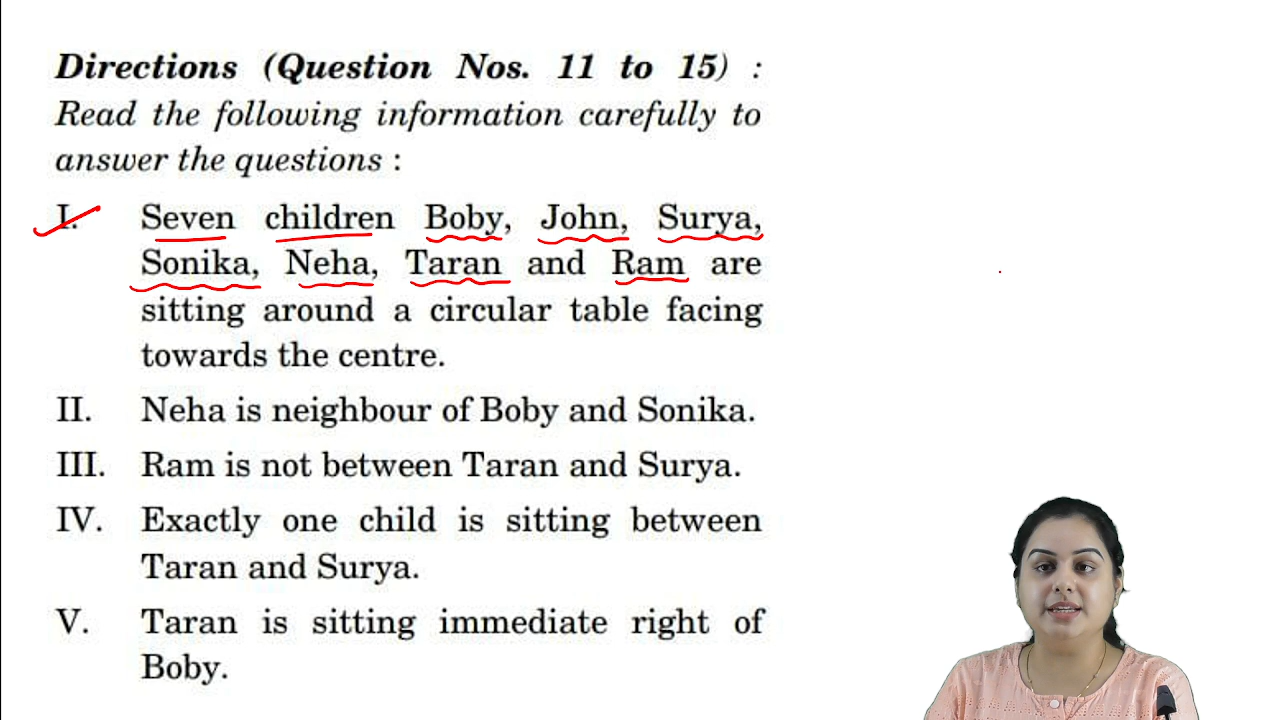 Directions (Question Nos. 11 to 15) :
Read the following information carefully to
answer the questions :
I. Seven children Boby, John, Surya,
Sonika, Neha, Taran and Ram are
sitting around a circular table facing
towards the centre.
II. Neha is neighbour of Boby and Sonika.
III. Ram is not between Taran and Surya.
IV. Exactly one child is sitting between
Taran and Surya.
V. Taran is sitting immediate right of
Boby.